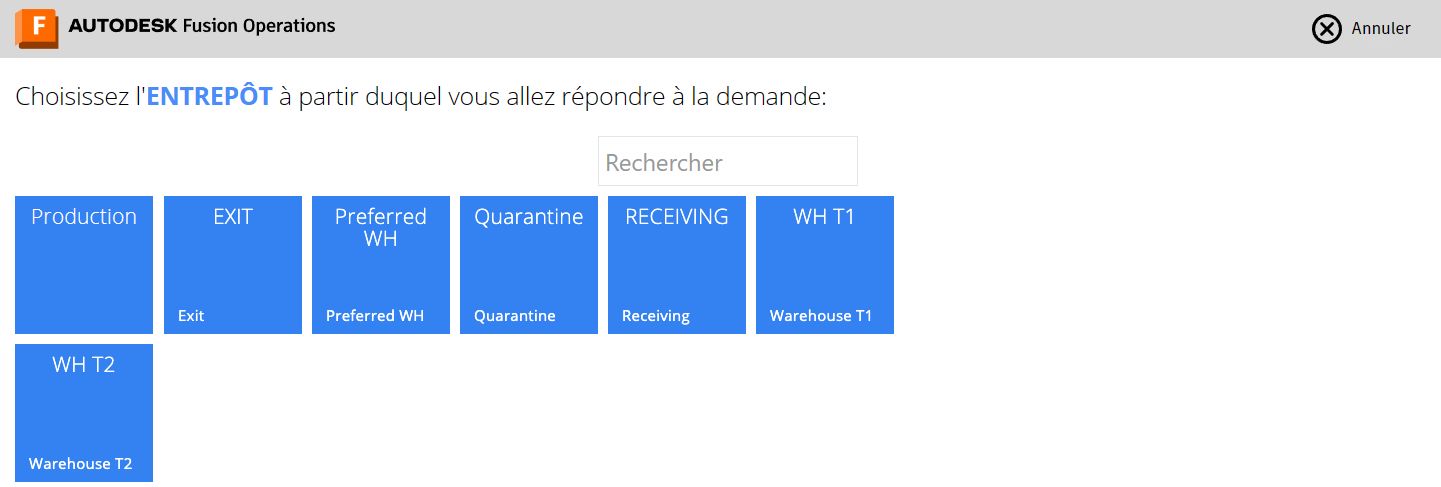 F AUTODESK Fusion Operations
Annuler
Choisissez l'ENTREPÔT à partir duquel vous allez répondre à la demande:
Rechercher
Production
EXIT
Exit
Preferred
WH
Preferred WH
Quarantine
Quarantine
RECEIVING
Receiving
WH T1
Warehouse T1
WH T2
Warehouse T2